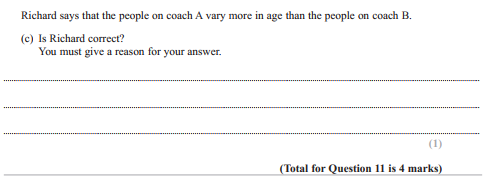 Richard says that the people on coach A vary more in age than the people on coach B.
(c) Is Richard correct?
You must give a reason for your answer.
(1)
(Total for Question 11 is 4 marks)